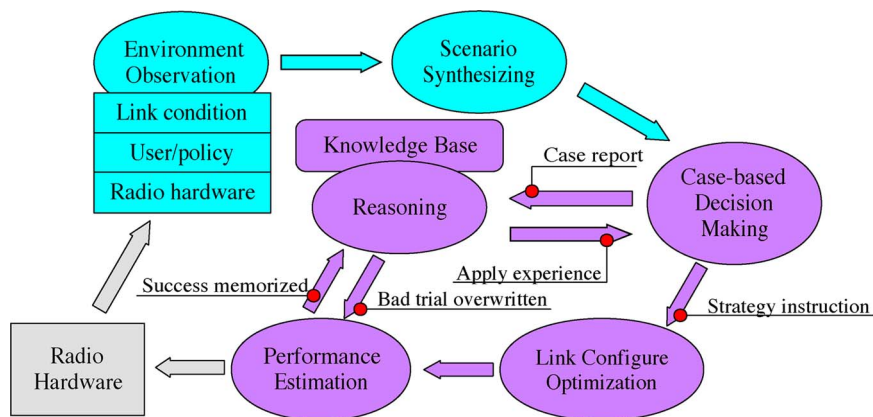 Environment
Observation
Link condition
User/policy
Radio hardware
Scenario
Synthesizing
Knowledge Base
Reasoning
Case report
Case-based
Decision
Making
Apply experience
Success memorized
Bad trial overwritten
Strategy instruction
Radio
Hardware
Performance
Estimation
Link Configure
Optimization